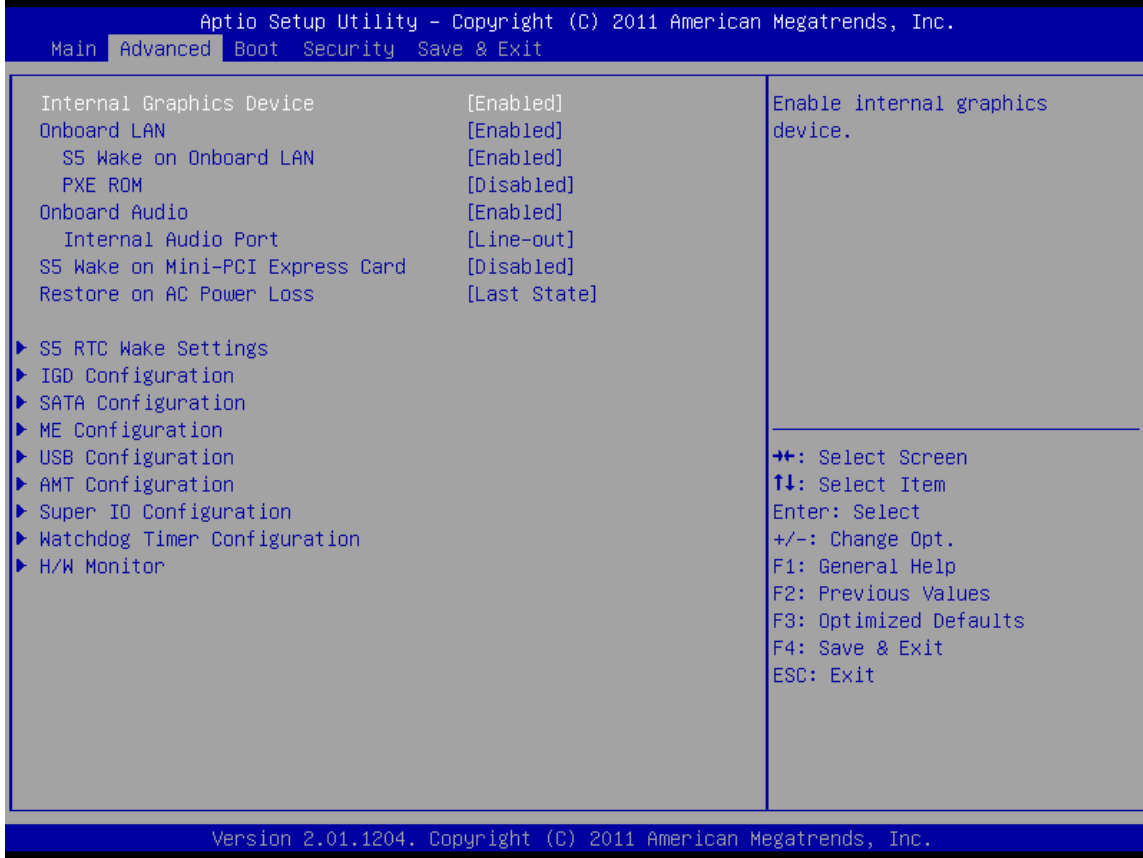 Aptio Setup Utility – Copyright (C) 2011 American Megatrends, Inc.
Main Advanced Boot Security Save & Exit
Internal Graphics Device [Enabled]
Onboard LAN [Enabled]
S5 Wake on Onboard LAN [Enabled]
PXE ROM [Disabled]
Onboard Audio [Enabled]
Internal Audio Port [Line-out]
S5 Wake on Mini-PCI Express Card [Disabled]
Restore on AC Power Loss [Last State]
▶ S5 RTC Wake Settings
▶ IGD Configuration
▶ SATA Configuration
▶ ME Configuration
▶ USB Configuration
▶ AMT Configuration
▶ Super IO Configuration
▶ Watchdog Timer Configuration
▶ H/W Monitor
Enable internal graphics
device.
→←: Select Screen
↑↓: Select Item
Enter: Select
+/-: Change Opt.
F1: General Help
F2: Previous Values
F3: Optimized Defaults
F4: Save & Exit
ESC: Exit
Version 2.01.1204. Copyright (C) 2011 American Megatrends, Inc.